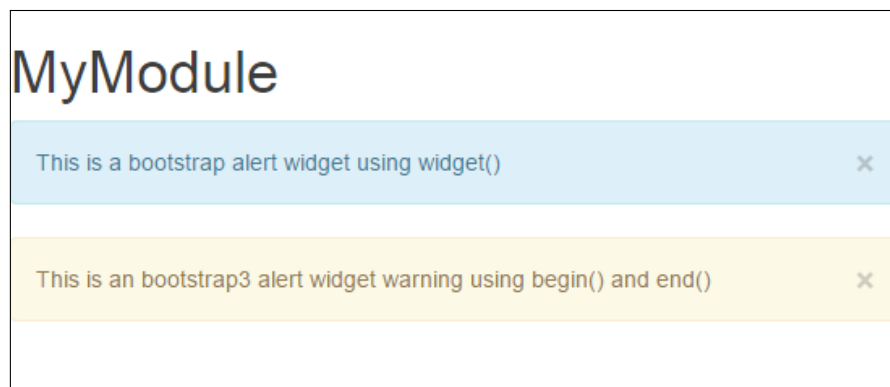 MyModule
This is a bootstrap alert widget using widget() ×
This is an bootstrap3 alert widget warning using begin() and end() ×